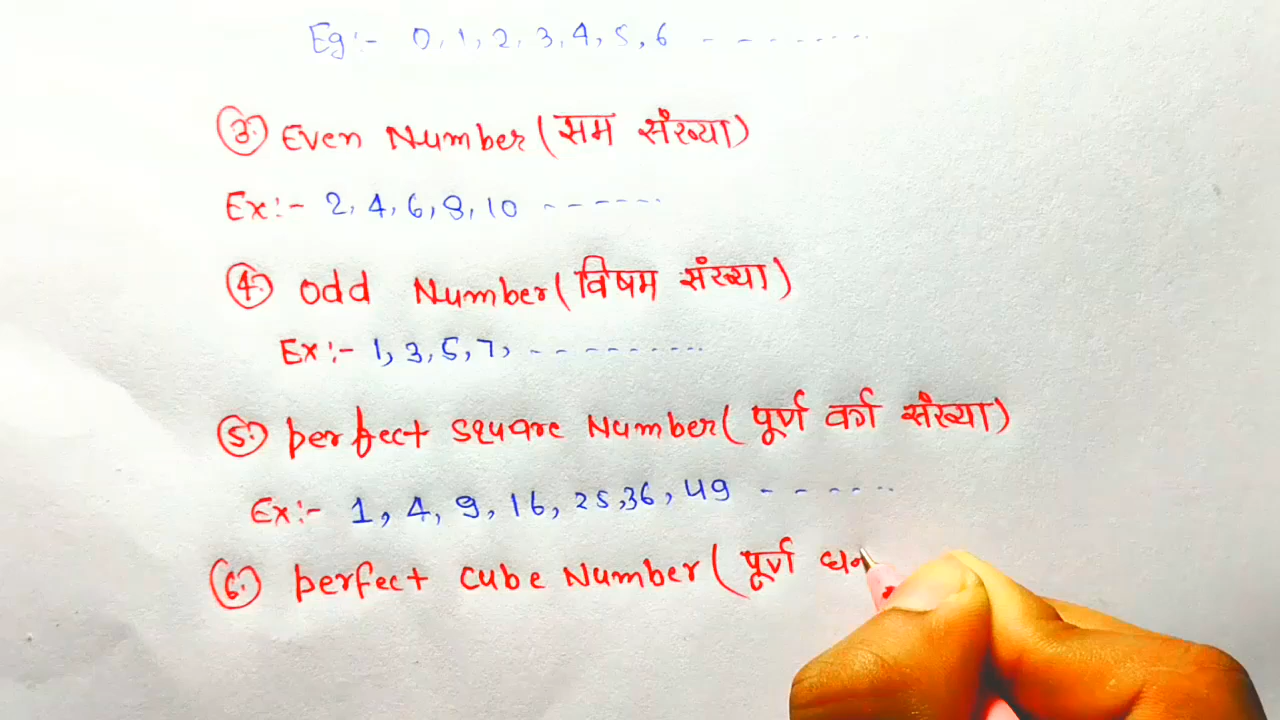 Eg:- 0, 1, 2, 3, 4, 5, 6 - - - - - - - -
3. Even Number (सम संख्या)
Ex:- 2, 4, 6, 8, 10 - - - - - - -
4. odd Number (विषम संख्या)
Ex:- 1, 3, 5, 7, - - - - - - - - - -
5. perfect square Number (पूर्ण वर्ग संख्या)
Ex:- 1, 4, 9, 16, 25, 36, 49 - - - - - -
6. perfect cube Number (पूर्ण घन